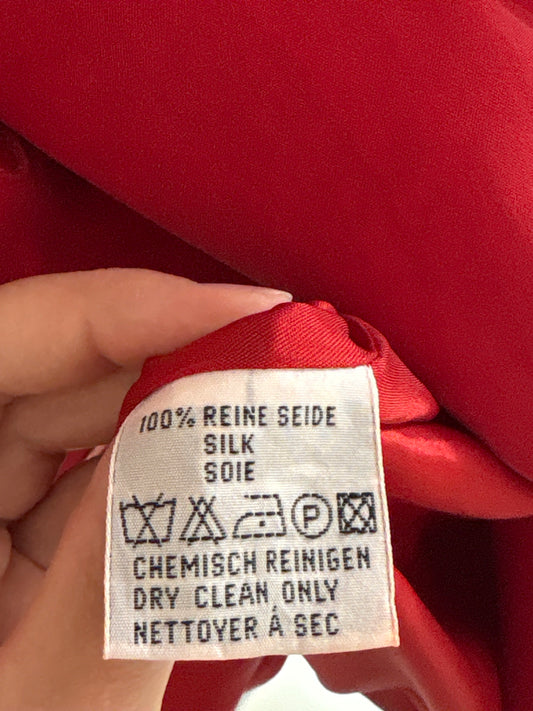 100% REINE SEIDE
SILK
SOIE
P
CHEMISCH REINIGEN
DRY CLEAN ONLY
NETTOYER Á SEC